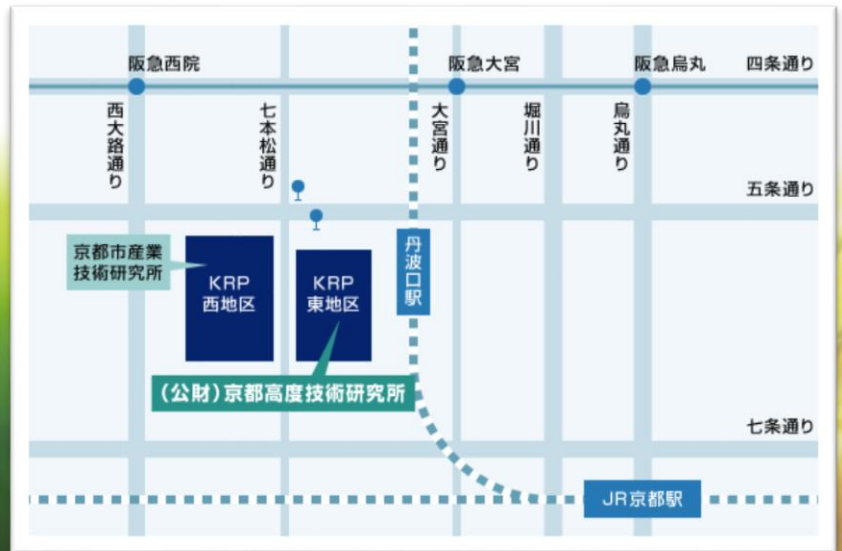 阪急西院
阪急大宮
阪急烏丸
四条通り
西大路通り
七本松通り
大宮通り
堀川通り
烏丸通り
五条通り
京都市産業
技術研究所
KRP
西地区
KRP
東地区
丹波口駅
(公財)京都高度技術研究所
七条通り
JR京都駅